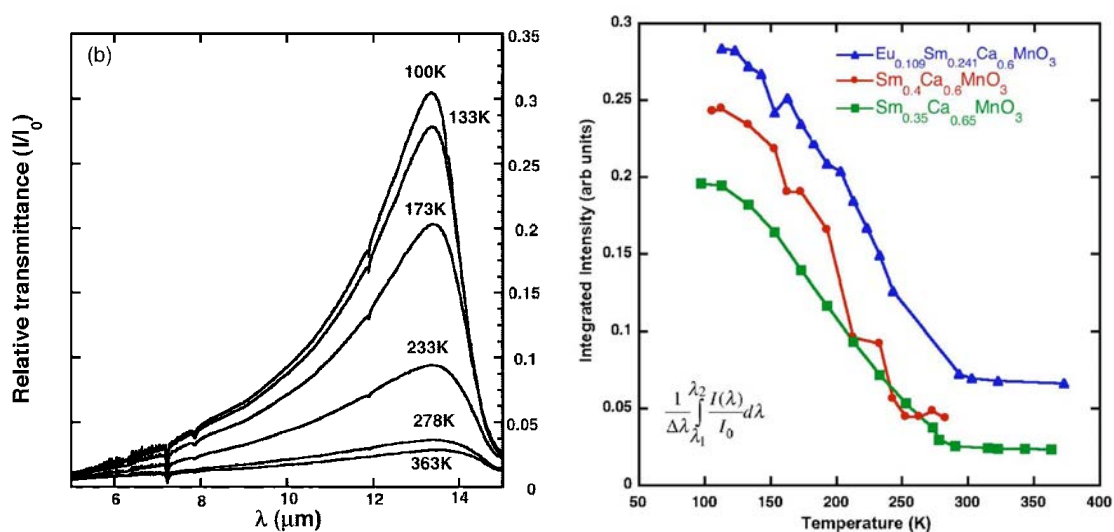 (b)
Relative transmittance (I/I₀)
0.35
0.3
0.25
0.2
0.15
0.1
0.05
0
100K
133K
173K
233K
278K
363K
6 8 10 12 14
λ (μm)
Integrated Intensity (arb units)
0.3
0.25
0.2
0.15
0.1
0.05
0
Eu₀.₁₀₉Sm₀.₂₄₁Ca₀.₆MnO₃
Sm₀.₄Ca₀.₆MnO₃
Sm₀.₃₅Ca₀.₆₅MnO₃
1/Δλ ∫λ₁λ₂ I(λ)/I₀ dλ
50 100 150 200 250 300 350 400
Temperature (K)